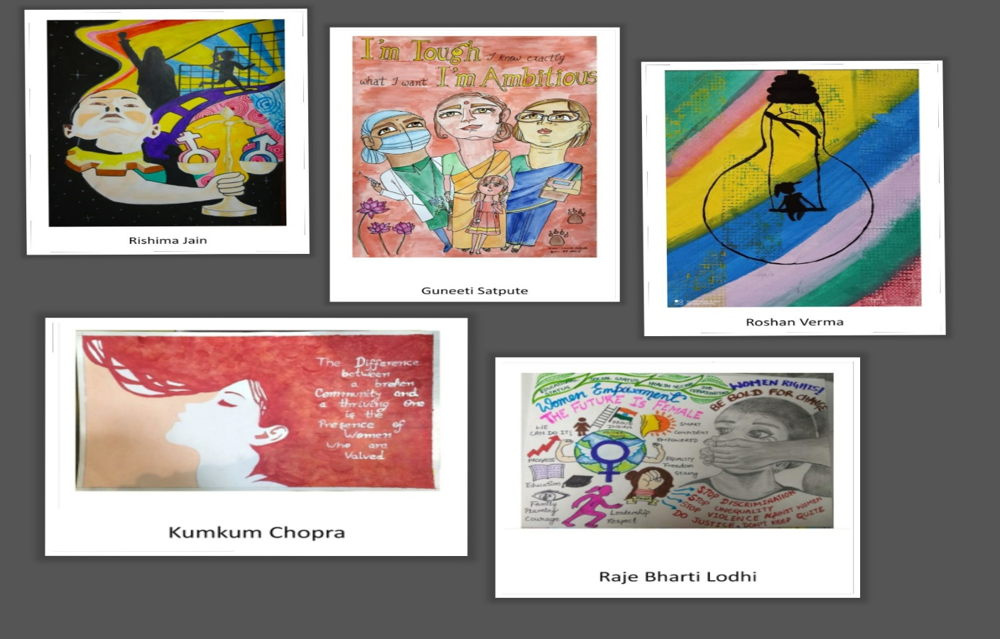 Rishima Jain
I'm Tough I know exactly
what I want I'm Ambitious
Guneeti Satpute
Roshan Verma
The Difference
between
a broken
Community and
a thriving One
is the
Presence of
Women
who are
Valued
Kumkum Chopra
EDUCATIONAL
STATUS
SOCIAL STATUS
HEALTH SECTOR
JOB
OPPORTUNITIES
Women Empowerment
THE FUTURE IS FEMALE
WOMEN RIGHTS!
BE BOLD FOR CHANGE
WE
CAN DO IT!
PROUD
INDIAN
SMART
CONFIDENT
EMPOWERED
PROGRESS
EQUALITY
Freedom
Strong
Education
Family
Planning
Courage
Leadership
Respect
STOP DISCRIMINATION
STOP UNEQUALITY
STOP VIOLENCE AGAINST WOMEN
DO JUSTICE, DON'T KEEP QUITE
Raje Bharti Lodhi